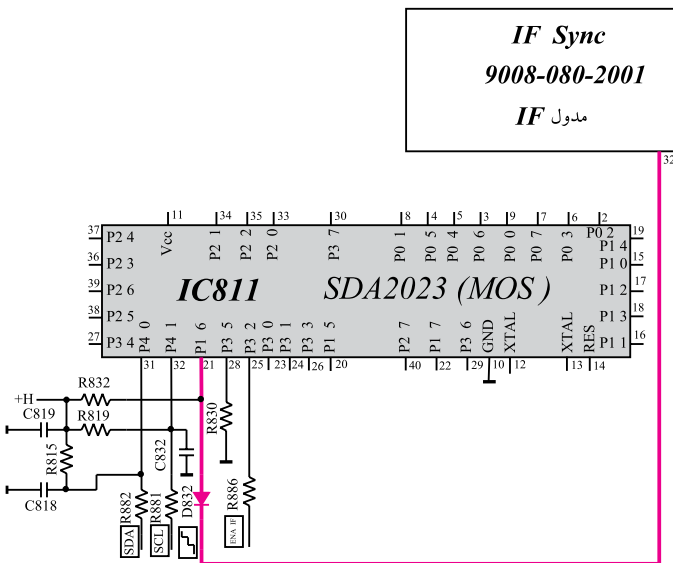 IF Sync
9008-080-2001
مدول IF
32
11 34 35 33 30 8 14 5 3 9 7 6 2
37 P2 4 Vcc P2 1 P2 2 P2 0 P3 7 P0 1 P0 5 P0 4 P0 6 P0 0 P0 7 P0 3 P0 2 19
P1 4
36 P2 3 P1 0 15
39 P2 6 IC811 SDA2023 (MOS ) P1 2 17
38 P2 5 P1 3 18
27 P3 4 P4 0 P4 1 P1 6 P3 5 P3 2 P3 0 P3 1 P3 3 P1 5 P2 7 P1 7 P3 6 GND XTAL XTAL RES P1 1 16
31 32 21 28 25 23 24 26 20 40 22 29 10 12 13 14
R832
+H
C819
R819
R830
R815
C832
C818
R882
R881
D832
R886
SDA
SCL
ENA IF